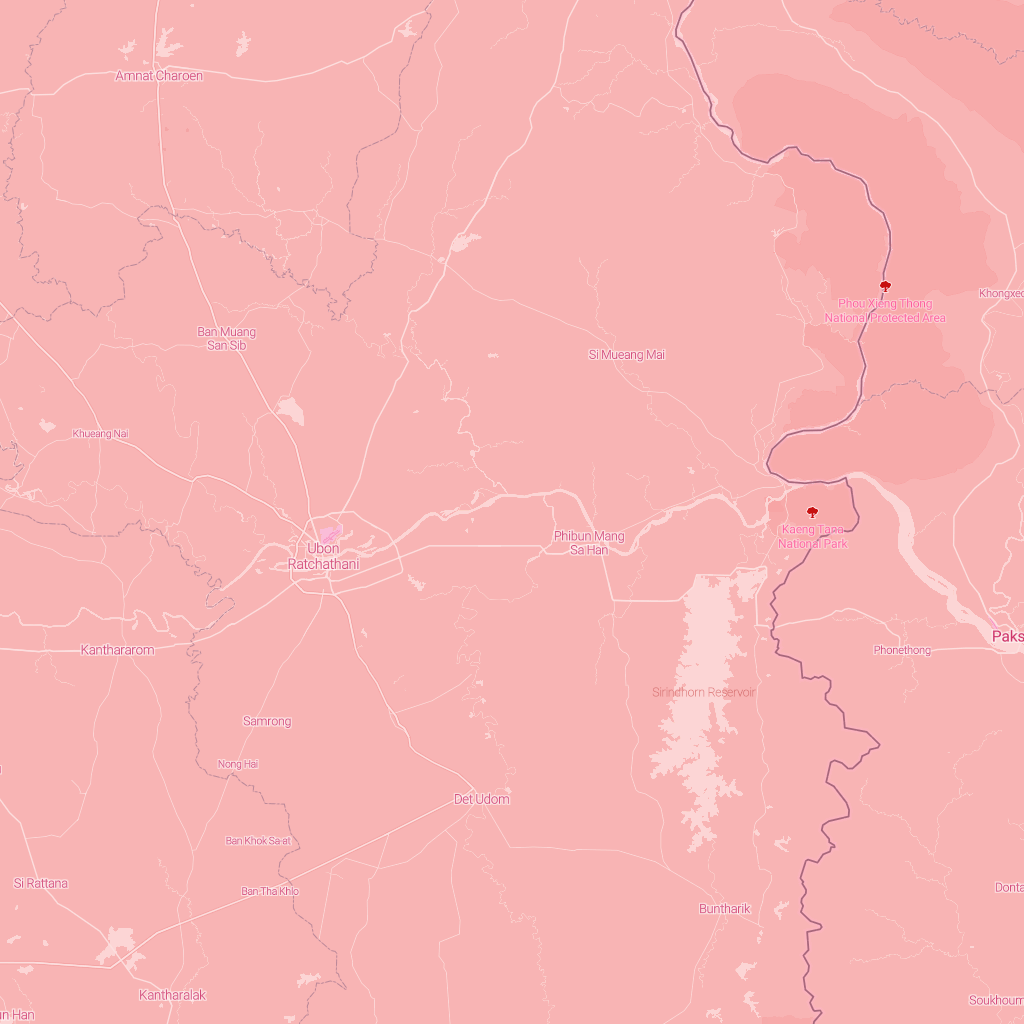 Amnat Charoen
Phou Xieng Thong
National Protected Area
Ban Muang
San Sib
Si Mueang Mai
Khueang Nai
Kaeng Tana
National Park
Phibun Mang
Sa Han
Ubon
Ratchathani
Kanthararom
Phonethong
Sirindhorn Reservoir
Samrong
Nong Hai
Det Udom
Ban Khok Sa-at
Si Rattana
Ban Tha Khlo
Donta
Buntharik
Kantharalak
Soukhoum
un Han
Paks